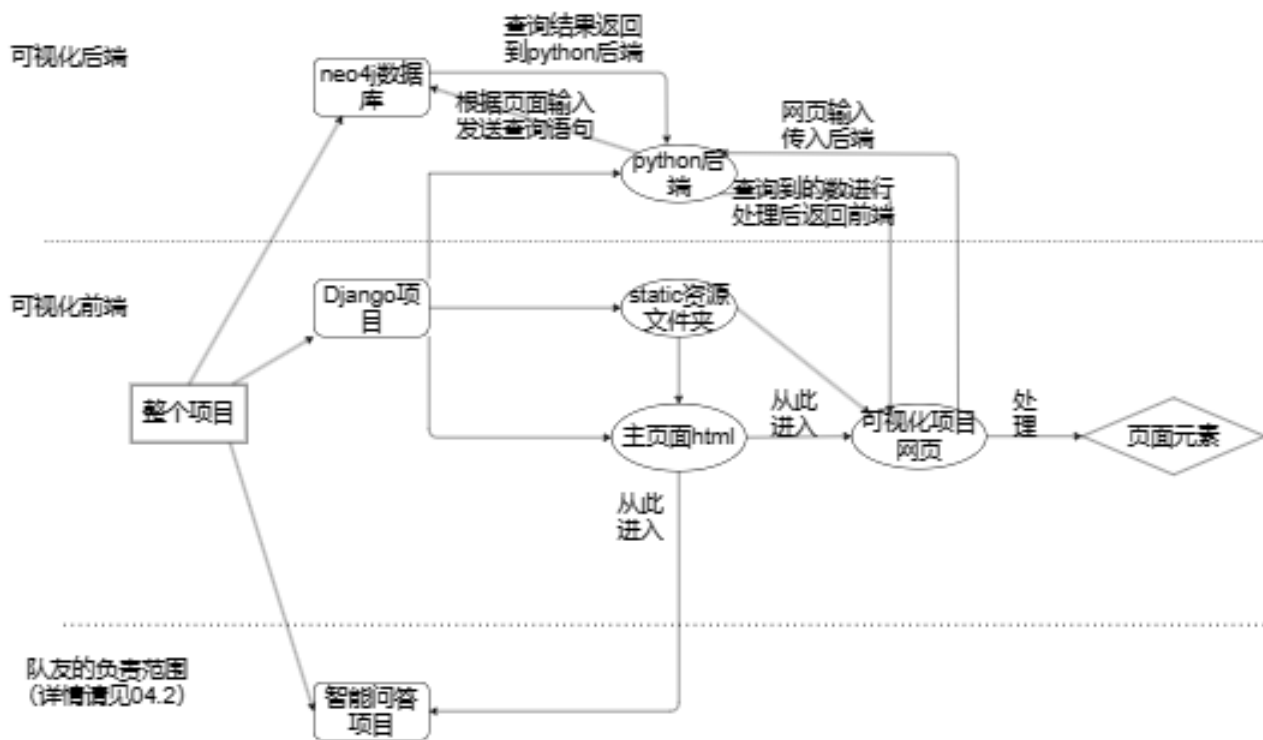 可视化后端
neo4j数据
库
查询结果返回
到python后端
根据页面输入
发送查询语句
网页输入
传入后端
python后
端
查询到的数进行
处理后返回前端
可视化前端
Django项
目
static资源
文件夹
整个项目
主页面html
从此
进入
可视化项目
网页
处
理
页面元素
从此
进入
队友的负责范围
（详情请见04.2）
智能问答
项目